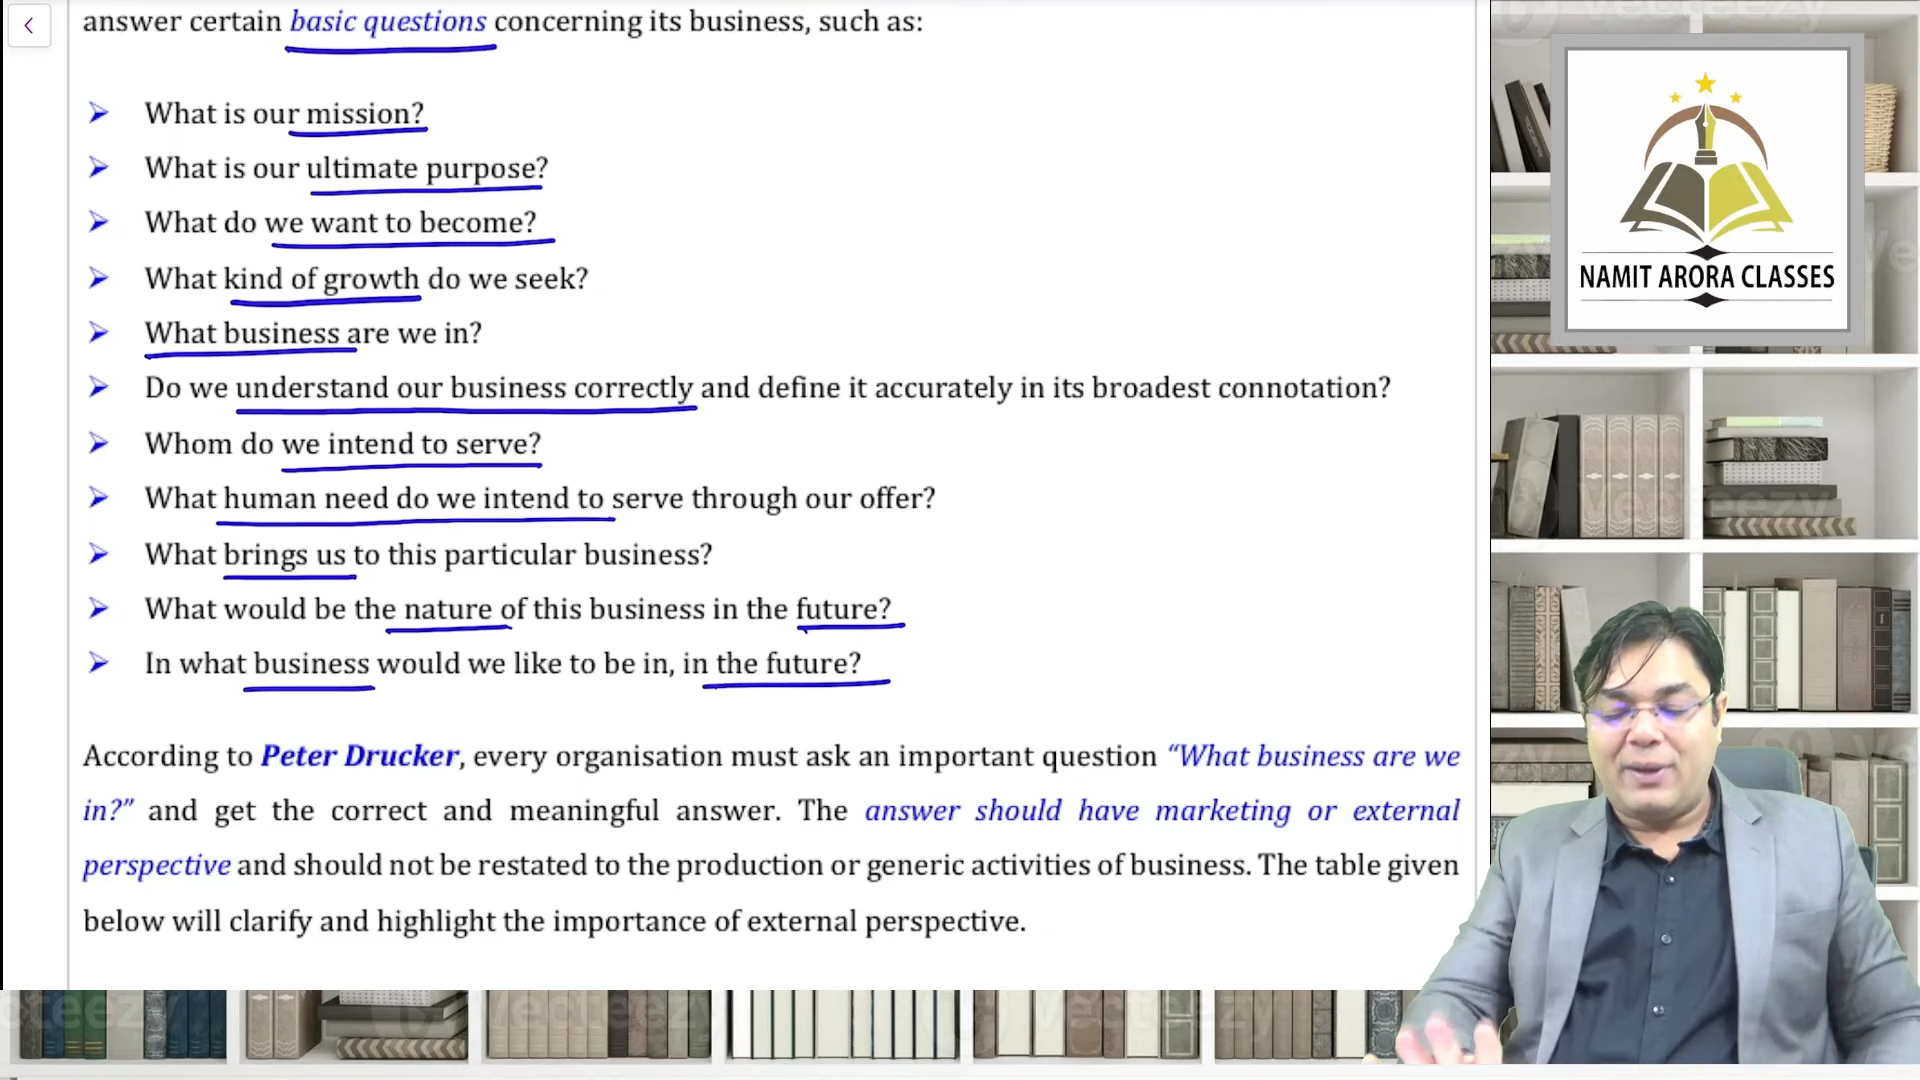 answer certain basic questions concerning its business, such as:
What is our mission?
What is our ultimate purpose?
What do we want to become?
What kind of growth do we seek?
What business are we in?
Do we understand our business correctly and define it accurately in its broadest connotation?
Whom do we intend to serve?
What human need do we intend to serve through our offer?
What brings us to this particular business?
What would be the nature of this business in the future?
In what business would we like to be in, in the future?
According to Peter Drucker, every organisation must ask an important question “What business are we
in?” and get the correct and meaningful answer. The answer should have marketing or external
perspective and should not be restated to the production or generic activities of business. The table given
below will clarify and highlight the importance of external perspective.
NAMIT ARORA CLASSES